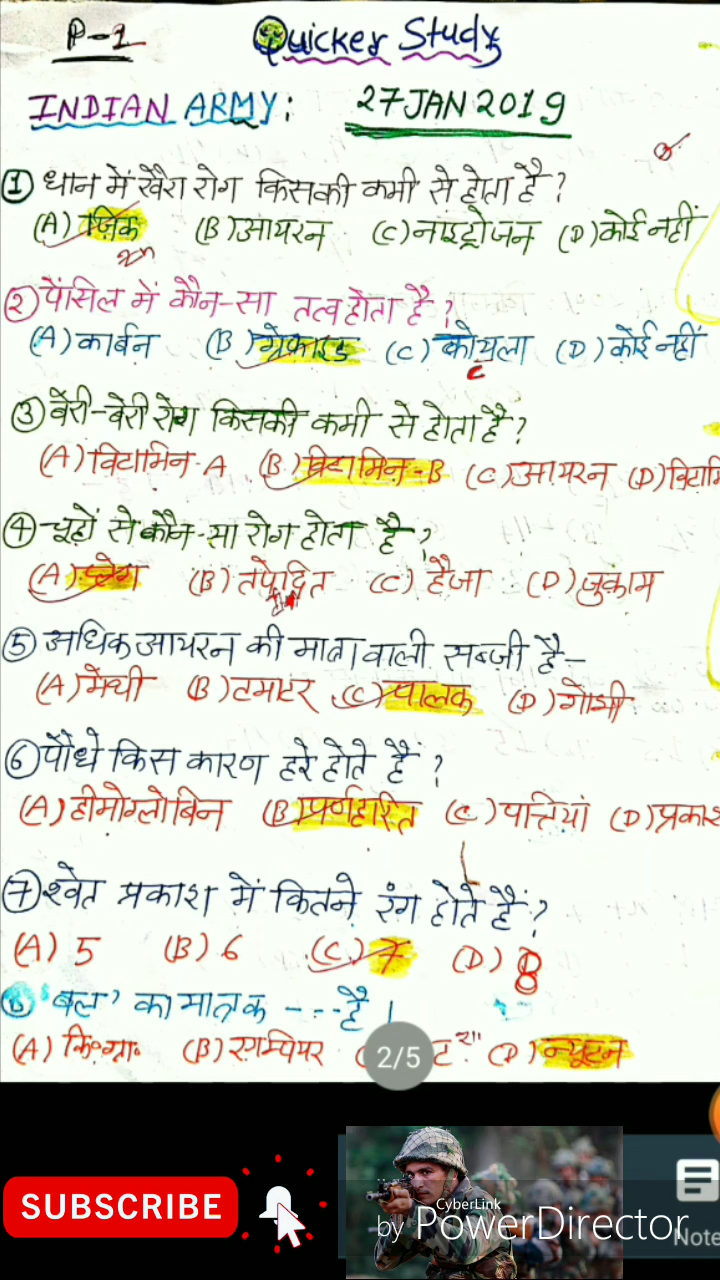 P-1 Quicker Study
INDIAN ARMY: 27 JAN 2019
① धान में खैरा रोग किसकी कमी से होता है?
(A) ज़िंक (B) आयरन (C) नाइट्रोजन (D) कोई नहीं
② पेंसिल में कौन-सा तत्व होता है?
(A) कार्बन (B) ग्रेफाइड (C) कोयला (D) कोई नहीं
③ बेरी-बेरी रोग किसकी कमी से होता है?
(A) विटामिन-A (B) विटामिन-B (C) आयरन (D) विटामि
④ चूहों से कौन-सा रोग होता है?
(A) प्लेग (B) तपेदित (C) हैजा (D) जुकाम
⑤ अधिक आयरन की मात्रा वाली सब्ज़ी है-
(A) मेथी (B) टमाटर (C) पालक (D) गोभी
⑥ पौधे किस कारण हरे होते हैं?
(A) हीमोग्लोबिन (B) पर्णहरित (C) पत्तियां (D) प्रकाश
⑦ श्वेत प्रकाश में कितने रंग होते हैं?
(A) 5 (B) 6 (C) 7 (D) 8
⑧ 'बल' का मात्रक ---है।
(A) कि॰ग्रा॰ (B) एम्पियर (D) न्यूटन
2/5
SUBSCRIBE
CyberLink
by PowerDirector
Note